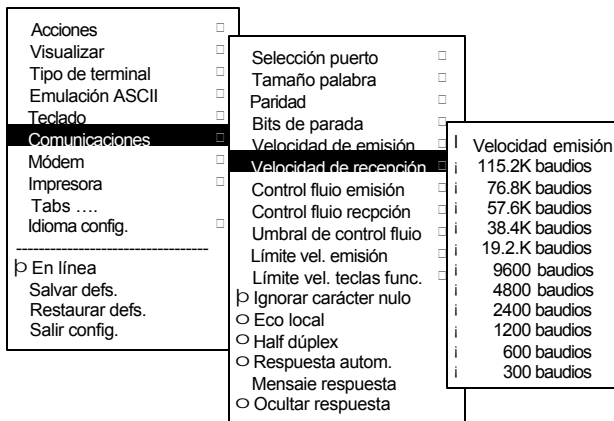 Acciones
Visualizar
Tipo de terminal
Emulación ASCII
Teclado
Comunicaciones
Módem
Impresora
Tabs ....
Idioma config.
----------------------------------
þ En línea
Salvar defs.
Restaurar defs.
Salir config.
Selección puerto
Tamaño palabra
Paridad
Bits de parada
Velocidad de emisión
Velocidad de recepción
Control fluio emisión
Control fluio recpción
Umbral de control fluio
Límite vel. emisión
Límite vel. teclas func.
þ Ignorar carácter nulo
O Eco local
O Half dúplex
O Respuesta autom.
Mensaie respuesta
O Ocultar respuesta
l Velocidad emisión
i 115.2K baudios
i 76.8K baudios
i 57.6K baudios
i 38.4K baudios
i 19.2.K baudios
i 9600 baudios
i 4800 baudios
i 2400 baudios
i 1200 baudios
i 600 baudios
i 300 baudios